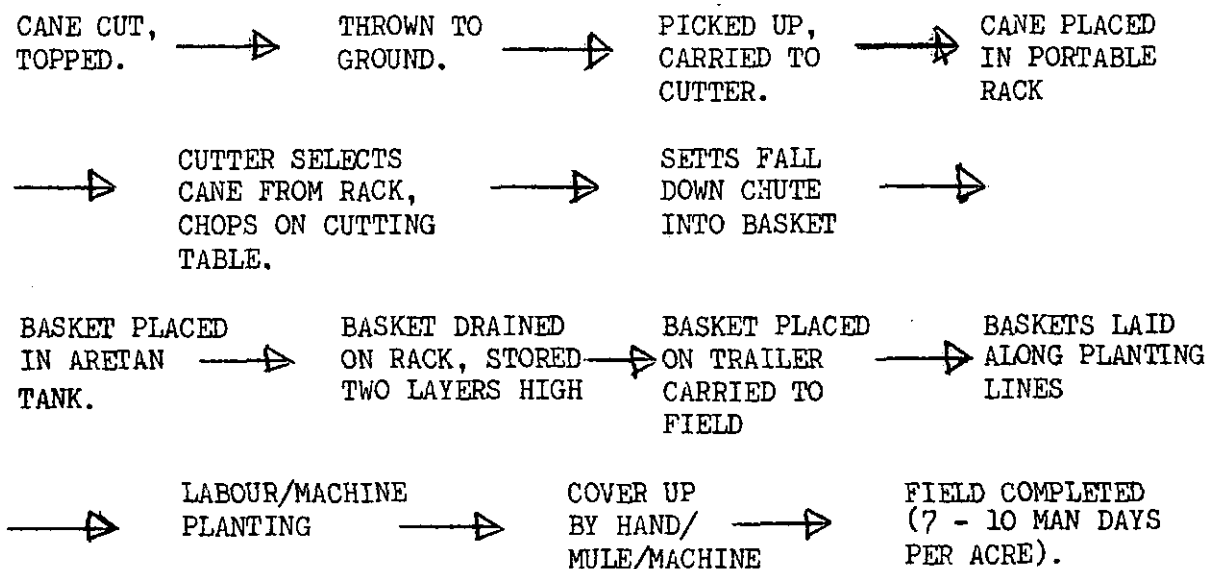 CANE CUT,
TOPPED.
THROWN TO
GROUND.
PICKED UP,
CARRIED TO
CUTTER.
CANE PLACED
IN PORTABLE
RACK
CUTTER SELECTS
CANE FROM RACK,
CHOPS ON CUTTING
TABLE.
SETTS FALL
DOWN CHUTE
INTO BASKET
BASKET PLACED
IN ARETAN
TANK.
BASKET DRAINED
ON RACK, STORED
TWO LAYERS HIGH
BASKET PLACED
ON TRAILER
CARRIED TO
FIELD
BASKETS LAID
ALONG PLANTING
LINES
LABOUR/MACHINE
PLANTING
COVER UP
BY HAND/
MULE/MACHINE
FIELD COMPLETED
(7 - 10 MAN DAYS
PER ACRE).